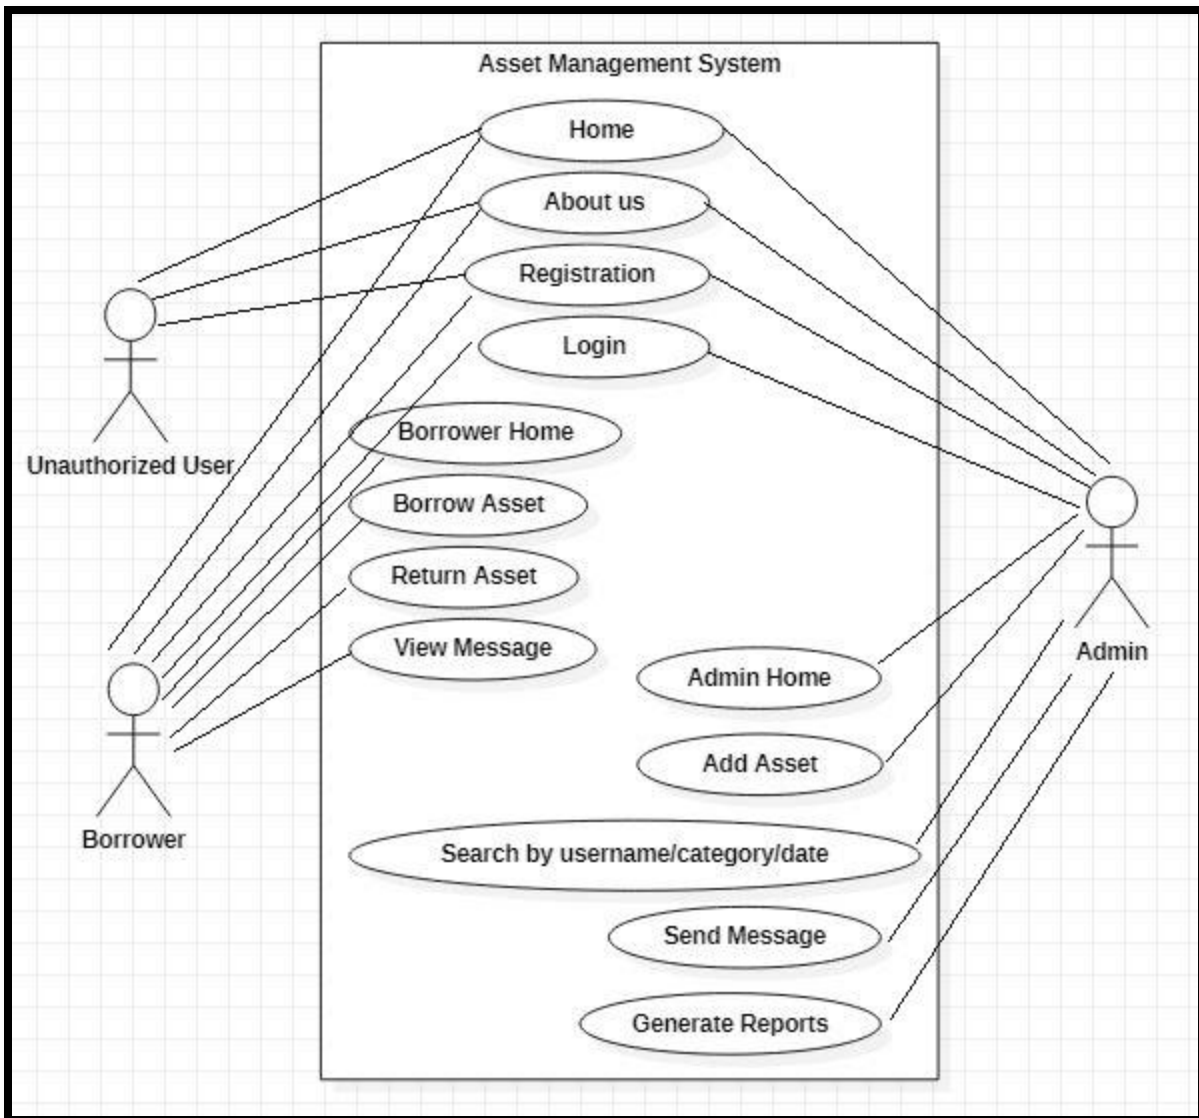 Asset Management System
Home
About us
Registration
Login
Borrower Home
Unauthorized User
Borrow Asset
Return Asset
View Message
Admin
Admin Home
Add Asset
Borrower
Search by username/category/date
Send Message
Generate Reports